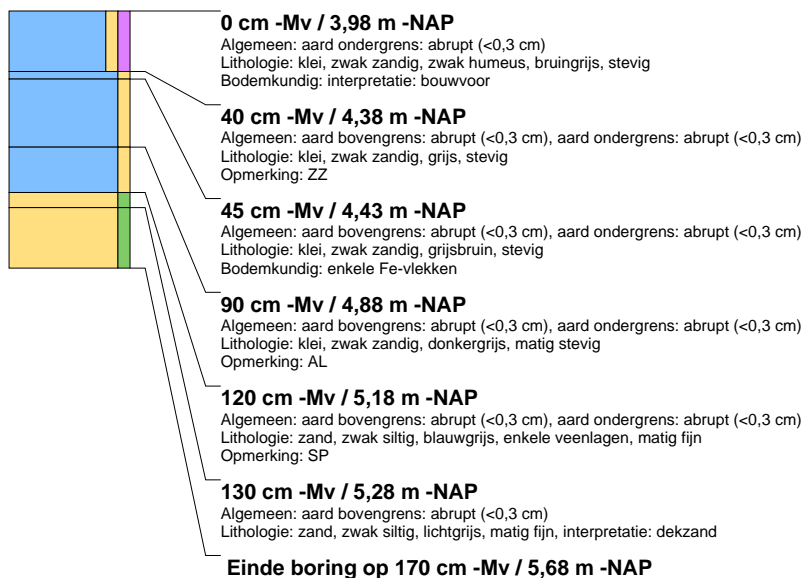 0 cm -Mv / 3,98 m -NAP
Algemeen: aard ondergrens: abrupt (<0,3 cm)
Lithologie: klei, zwak zandig, zwak humeus, bruingrijs, stevig
Bodemkundig: interpretatie: bouwvoor
40 cm -Mv / 4,38 m -NAP
Algemeen: aard bovengrens: abrupt (<0,3 cm), aard ondergrens: abrupt (<0,3 cm)
Lithologie: klei, zwak zandig, grijs, stevig
Opmerking: ZZ
45 cm -Mv / 4,43 m -NAP
Algemeen: aard bovengrens: abrupt (<0,3 cm), aard ondergrens: abrupt (<0,3 cm)
Lithologie: klei, zwak zandig, grijsbruin, stevig
Bodemkundig: enkele Fe-vlekken
90 cm -Mv / 4,88 m -NAP
Algemeen: aard bovengrens: abrupt (<0,3 cm), aard ondergrens: abrupt (<0,3 cm)
Lithologie: klei, zwak zandig, donkergrijs, matig stevig
Opmerking: AL
120 cm -Mv / 5,18 m -NAP
Algemeen: aard bovengrens: abrupt (<0,3 cm), aard ondergrens: abrupt (<0,3 cm)
Lithologie: zand, zwak siltig, blauwgrijs, enkele veenlagen, matig fijn
Opmerking: SP
130 cm -Mv / 5,28 m -NAP
Algemeen: aard bovengrens: abrupt (<0,3 cm)
Lithologie: zand, zwak siltig, lichtgrijs, matig fijn, interpretatie: dekzand
Einde boring op 170 cm -Mv / 5,68 m -NAP